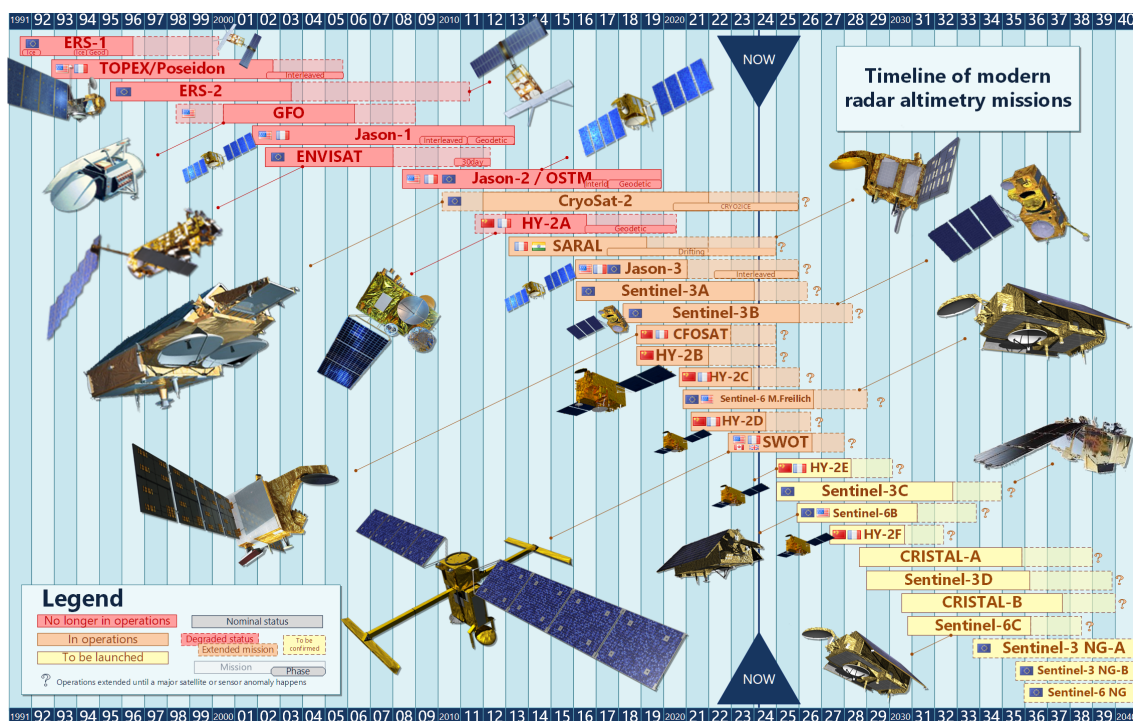 1991 92 93 94 95 96 97 98 99 2000 01 02 03 04 05 06 07 08 09 2010 11 12 13 14 15 16 17 18 19 2020 21 22 23 24 25 26 27 28 29 2030 31 32 33 34 35 36 37 38 39 40
ERS-1
Ice Ice Geod
NOW
Timeline of modern
radar altimetry missions
TOPEX/Poseidon
Interleaved
ERS-2
GFO
Jason-1
Interleaved Geodetic
ENVISAT
30day
Jason-2 / OSTM
Interld Geodetic
CryoSat-2
CRYO2ICE
?
HY-2A
Geodetic
SARAL
Drifting
?
Jason-3
Interleaved
?
Sentinel-3A
?
Sentinel-3B
?
CFOSAT
?
HY-2B
?
HY-2C
?
Sentinel-6 M.Freilich
?
HY-2D
?
SWOT
?
HY-2E
?
Sentinel-3C
?
Sentinel-6B
?
HY-2F
?
CRISTAL-A
?
Sentinel-3D
?
CRISTAL-B
?
Sentinel-6C
?
Sentinel-3 NG-A
Sentinel-3 NG-B
Sentinel-6 NG
Legend
No longer in operations
In operations
To be launched
Nominal status
Degraded status
Extended mission
To be
confirmed
Mission
Phase
? Operations extended until a major satellite or sensor anomaly happens
NOW
1991 92 93 94 95 96 97 98 99 2000 01 02 03 04 05 06 07 08 09 2010 11 12 13 14 15 16 17 18 19 2020 21 22 23 24 25 26 27 28 29 2030 31 32 33 34 35 36 37 38 39 40